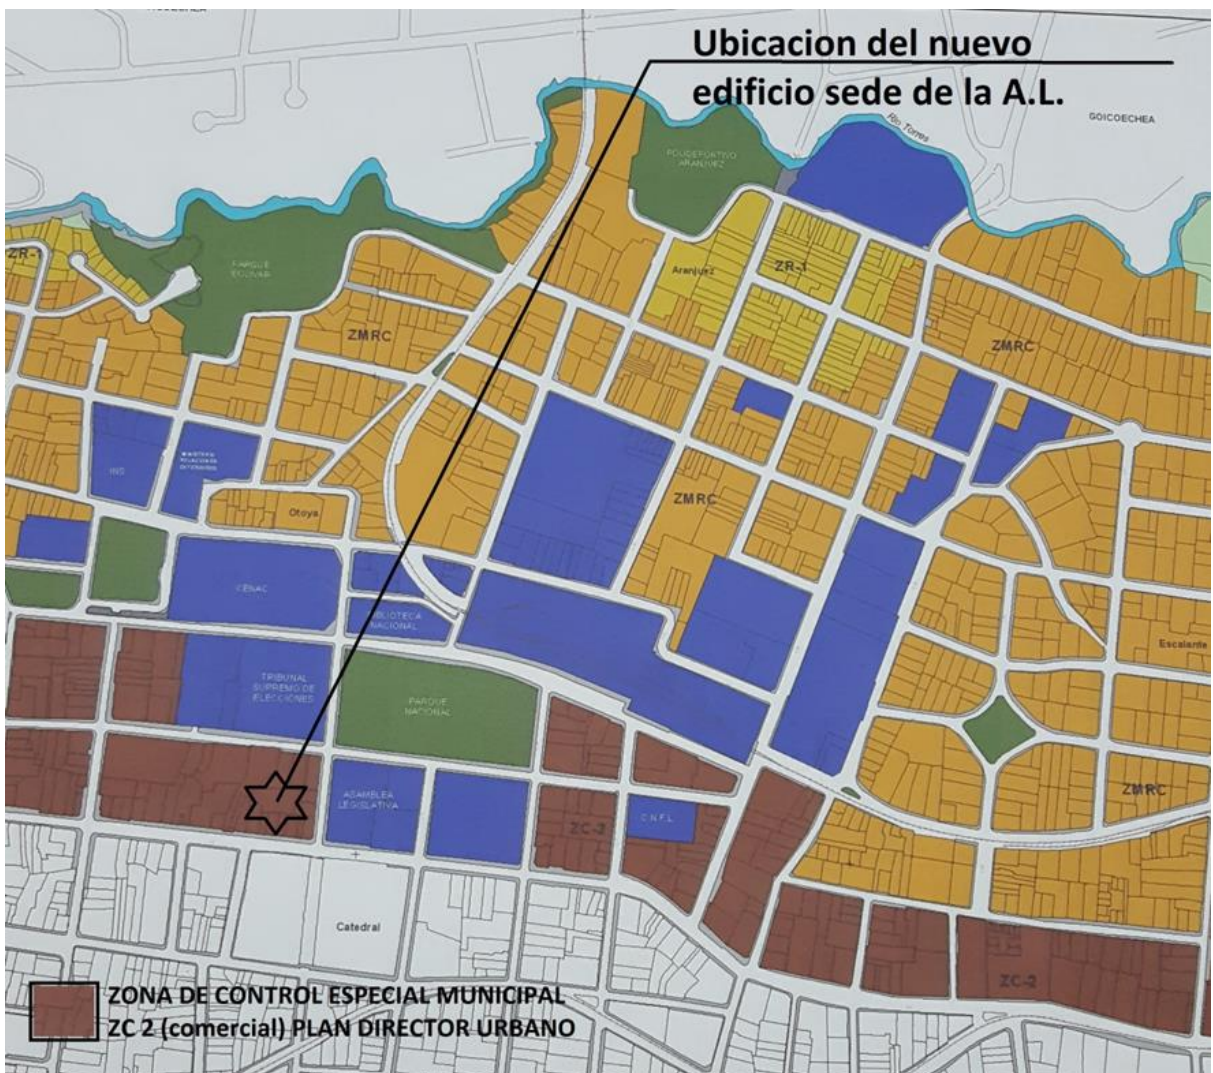 Ubicacion del nuevo
edificio sede de la A.L.
GOICOECHEA
Rio Torres
POLIDEPORTIVO
ARANJUEZ
ZR-1
PARQUE
BOLIVAR
Aranjuez
ZR-1
ZMRC
ZMRC
INS
ZMRC
Otoya
CENAC
BIBLIOTECA
NACIONAL
Escalante
TRIBUNAL
SUPREMO DE
ELECCIONES
PARQUE
NACIONAL
ASAMBLEA
LEGISLATIVA
ZMRC
C.N.F.L.
ZC-2
Catedral
ZC-2
ZONA DE CONTROL ESPECIAL MUNICIPAL
ZC 2 (comercial) PLAN DIRECTOR URBANO